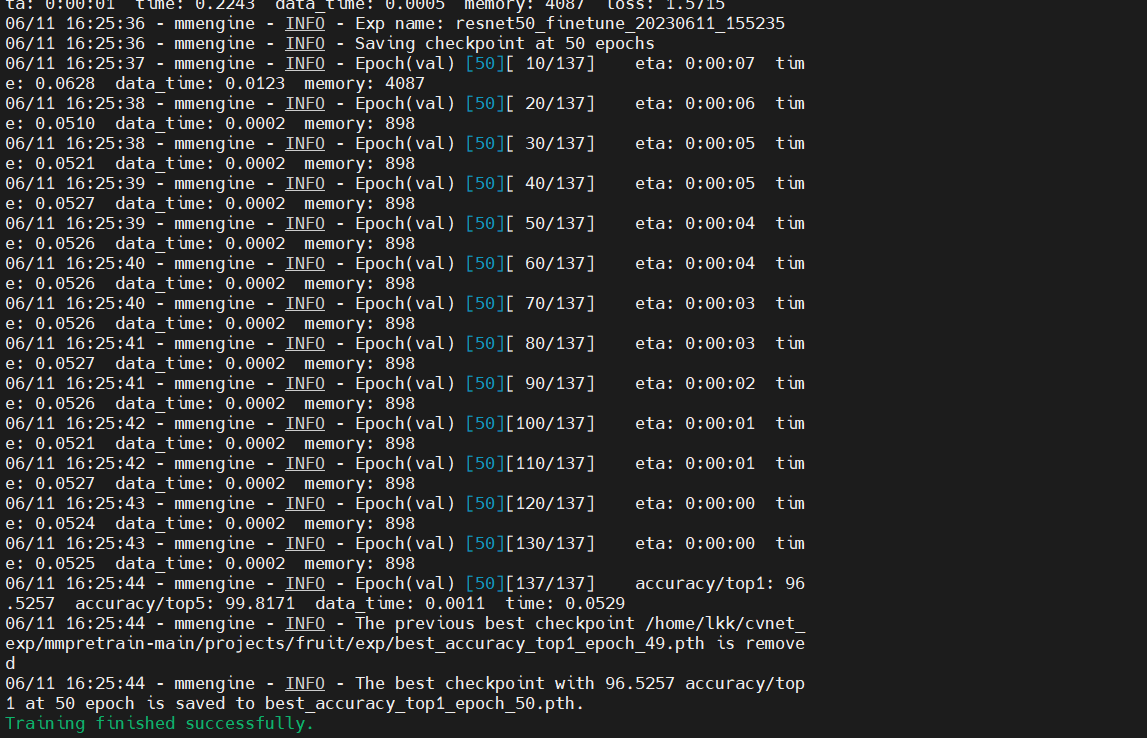 ta: 0:00:01  time: 0.2243  data_time: 0.0005  memory: 4087  loss: 1.5715
06/11 16:25:36 - mmengine - INFO - Exp name: resnet50_finetune_20230611_155235
06/11 16:25:36 - mmengine - INFO - Saving checkpoint at 50 epochs
06/11 16:25:37 - mmengine - INFO - Epoch(val) [50][ 10/137]    eta: 0:00:07  tim
e: 0.0628  data_time: 0.0123  memory: 4087
06/11 16:25:38 - mmengine - INFO - Epoch(val) [50][ 20/137]    eta: 0:00:06  tim
e: 0.0510  data_time: 0.0002  memory: 898
06/11 16:25:38 - mmengine - INFO - Epoch(val) [50][ 30/137]    eta: 0:00:05  tim
e: 0.0521  data_time: 0.0002  memory: 898
06/11 16:25:39 - mmengine - INFO - Epoch(val) [50][ 40/137]    eta: 0:00:05  tim
e: 0.0527  data_time: 0.0002  memory: 898
06/11 16:25:39 - mmengine - INFO - Epoch(val) [50][ 50/137]    eta: 0:00:04  tim
e: 0.0526  data_time: 0.0002  memory: 898
06/11 16:25:40 - mmengine - INFO - Epoch(val) [50][ 60/137]    eta: 0:00:04  tim
e: 0.0526  data_time: 0.0002  memory: 898
06/11 16:25:40 - mmengine - INFO - Epoch(val) [50][ 70/137]    eta: 0:00:03  tim
e: 0.0526  data_time: 0.0002  memory: 898
06/11 16:25:41 - mmengine - INFO - Epoch(val) [50][ 80/137]    eta: 0:00:03  tim
e: 0.0527  data_time: 0.0002  memory: 898
06/11 16:25:41 - mmengine - INFO - Epoch(val) [50][ 90/137]    eta: 0:00:02  tim
e: 0.0526  data_time: 0.0002  memory: 898
06/11 16:25:42 - mmengine - INFO - Epoch(val) [50][100/137]    eta: 0:00:01  tim
e: 0.0521  data_time: 0.0002  memory: 898
06/11 16:25:42 - mmengine - INFO - Epoch(val) [50][110/137]    eta: 0:00:01  tim
e: 0.0527  data_time: 0.0002  memory: 898
06/11 16:25:43 - mmengine - INFO - Epoch(val) [50][120/137]    eta: 0:00:00  tim
e: 0.0524  data_time: 0.0002  memory: 898
06/11 16:25:43 - mmengine - INFO - Epoch(val) [50][130/137]    eta: 0:00:00  tim
e: 0.0525  data_time: 0.0002  memory: 898
06/11 16:25:44 - mmengine - INFO - Epoch(val) [50][137/137]    accuracy/top1: 96
.5257  accuracy/top5: 99.8171  data_time: 0.0011  time: 0.0529
06/11 16:25:44 - mmengine - INFO - The previous best checkpoint /home/lkk/cvnet_
exp/mmpretrain-main/projects/fruit/exp/best_accuracy_top1_epoch_49.pth is remove
d
06/11 16:25:44 - mmengine - INFO - The best checkpoint with 96.5257 accuracy/top
1 at 50 epoch is saved to best_accuracy_top1_epoch_50.pth.
Training finished successfully.